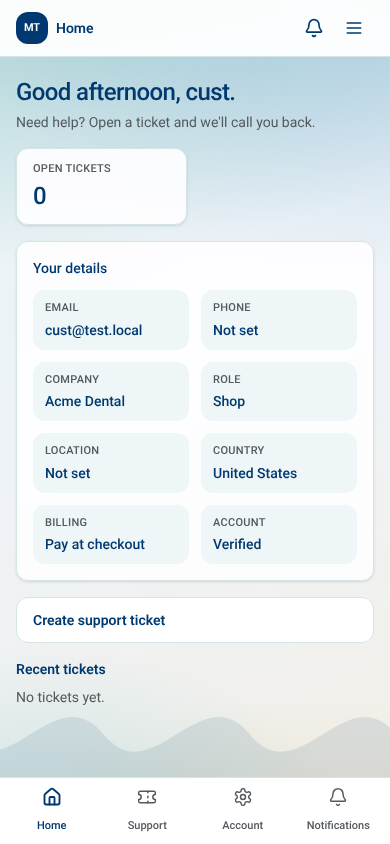 MT Home
Good afternoon, cust.
Need help? Open a ticket and we'll call you back.
OPEN TICKETS
0
Your details
EMAIL
cust@test.local
PHONE
Not set
COMPANY
Acme Dental
ROLE
Shop
LOCATION
Not set
COUNTRY
United States
BILLING
Pay at checkout
ACCOUNT
Verified
Create support ticket
Recent tickets
No tickets yet.
Home
Support
Account
Notifications